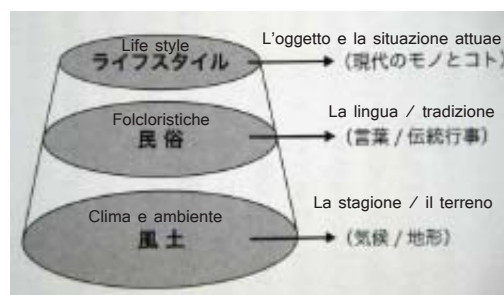 Life style
ライフスタイル
L'oggetto e la situazione attuae
(現代のモノとコト)
Folcloristiche
民俗
La lingua / tradizione
(言葉 / 伝統行事)
Clima e ambiente
風土
La stagione / il terreno
(気候 / 地形)